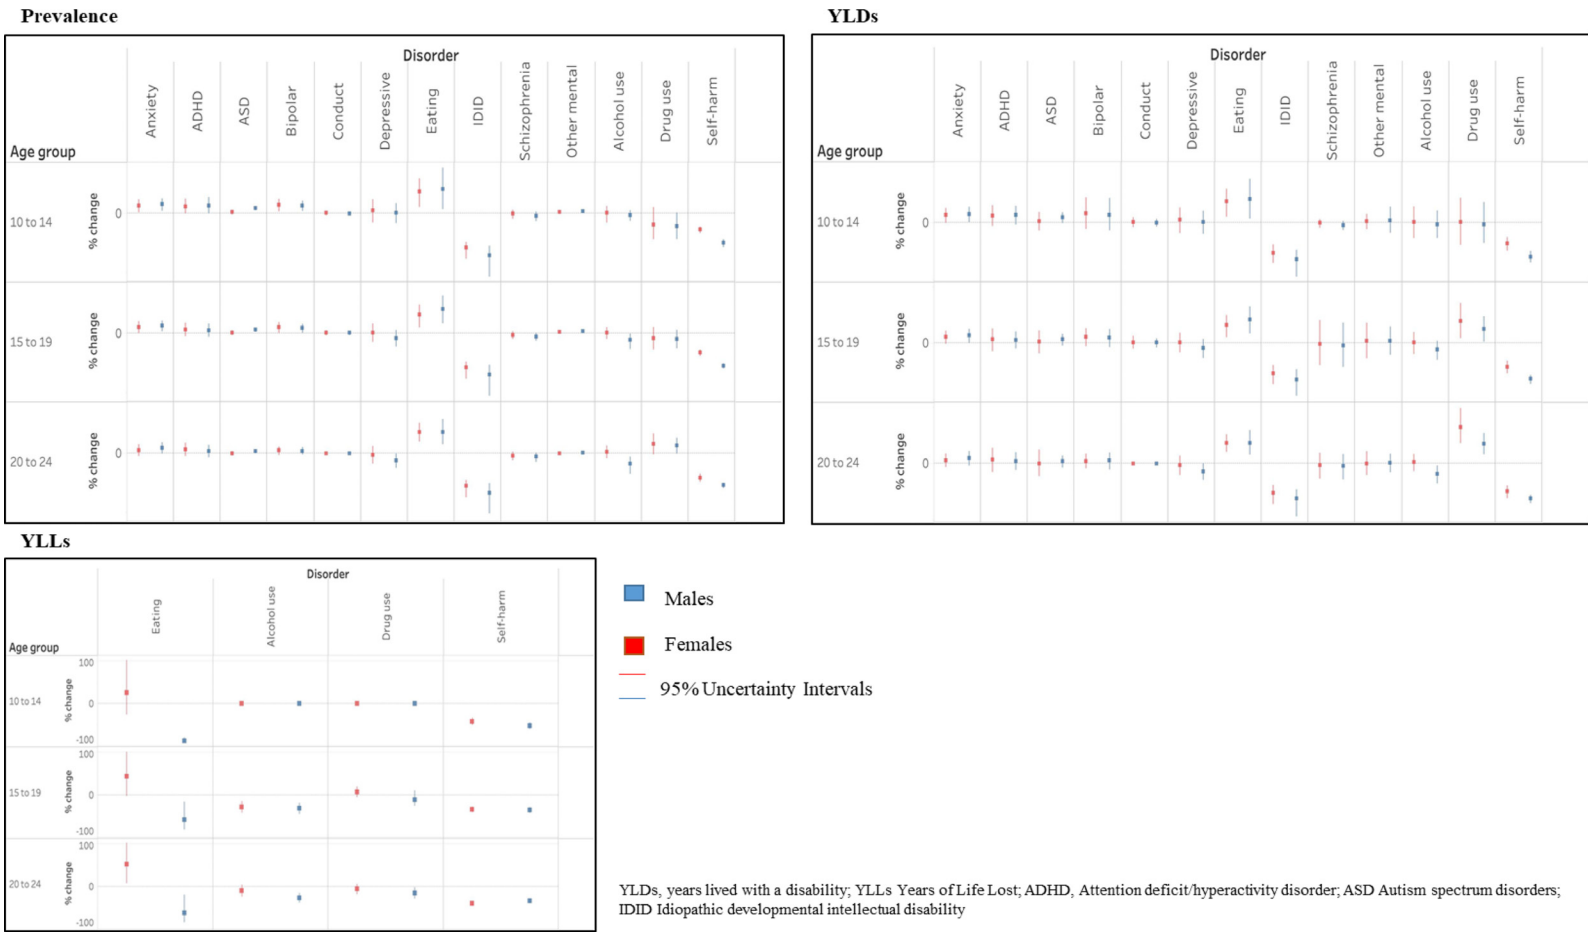 Prevalence
Disorder
Anxiety
ADHD
ASD
Bipolar
Conduct
Depressive
Eating
IDID
Schizophrenia
Other mental
Alcohol use
Drug use
Self-harm
Age group
10 to 14
% change
0
15 to 19
% change
0
20 to 24
% change
0
YLDs
Disorder
Anxiety
ADHD
ASD
Bipolar
Conduct
Depressive
Eating
IDID
Schizophrenia
Other mental
Alcohol use
Drug use
Self-harm
Age group
10 to 14
% change
0
15 to 19
% change
0
20 to 24
% change
0
YLLs
Disorder
Eating
Alcohol use
Drug use
Self-harm
Age group
10 to 14
% change
100
0
-100
15 to 19
% change
100
0
-100
20 to 24
% change
100
0
-100
Males
Females
95% Uncertainty Intervals
YLDs, years lived with a disability; YLLs Years of Life Lost; ADHD, Attention deficit/hyperactivity disorder; ASD Autism spectrum disorders;
IDID Idiopathic developmental intellectual disability